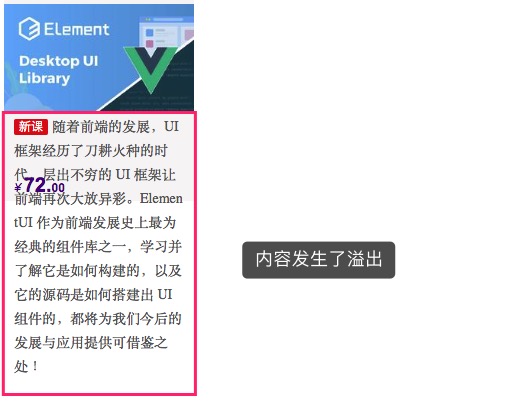 Element
Desktop UI
Library
新课 随着前端的发展，UI
框架经历了刀耕火种的时
代，层出不穷的 UI 框架让
¥72.00
前端再次大放异彩。Elemen
tUI 作为前端发展史上最为
经典的组件库之一，学习并
了解它是如何构建的，以及
它的源码是如何搭建出 UI
组件的，都将为我们今后的
发展与应用提供可借鉴之
处！
内容发生了溢出